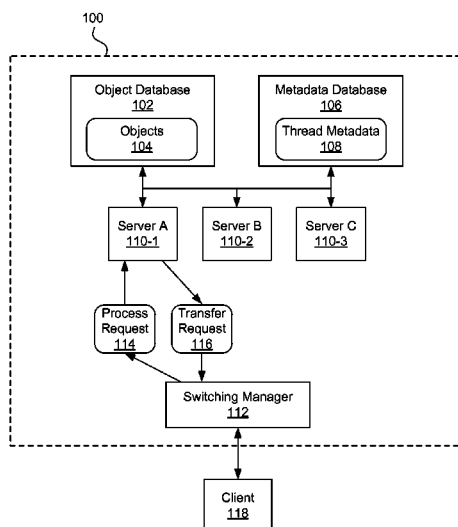 100
Object Database
102
Objects
104
Metadata Database
106
Thread Metadata
108
Server A
110-1
Server B
110-2
Server C
110-3
Process
Request
114
Transfer
Request
116
Switching Manager
112
Client
118